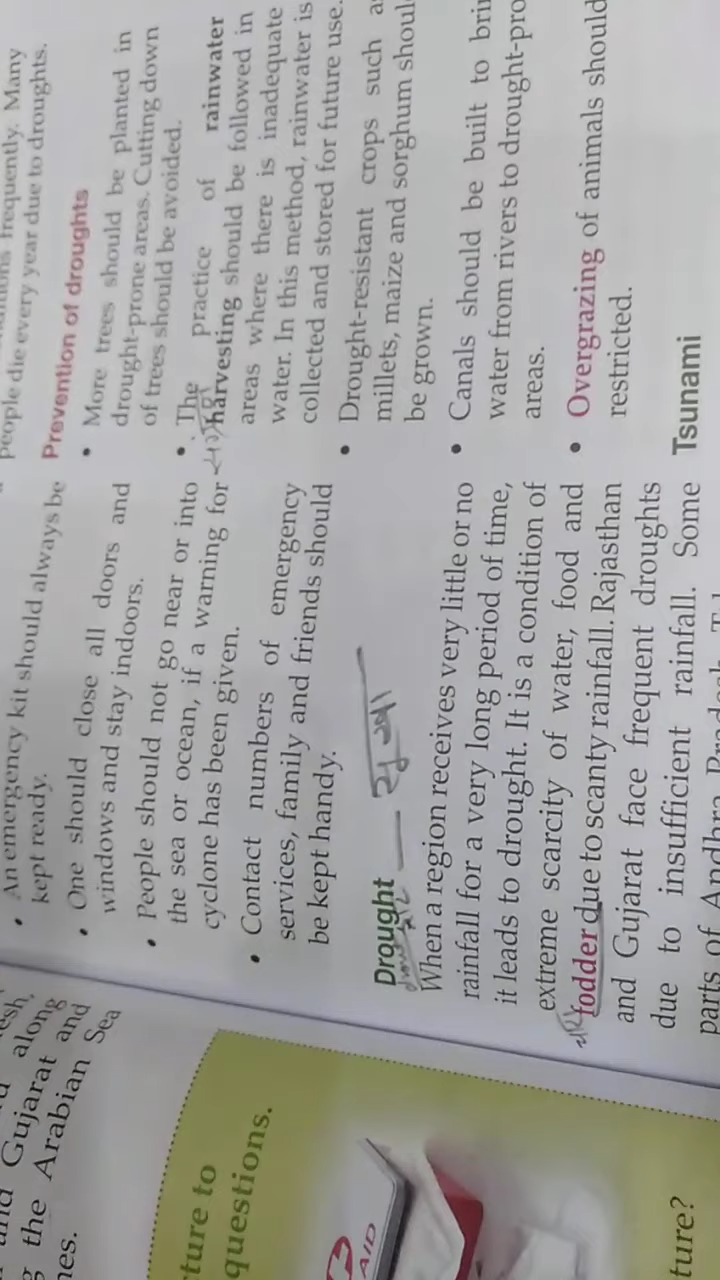 and Gujarat along
the Arabian Sea and
ture to
questions.
AID
ture?
• An emergency kit should always be
kept ready.
• One should close all doors and
windows and stay indoors.
• People should not go near or into
the sea or ocean, if a warning for
cyclone has been given.
• Contact numbers of emergency
services, family and friends should
be kept handy.
Drought — सूखा
When a region receives very little or no
rainfall for a very long period of time,
it leads to drought. It is a condition of
extreme scarcity of water, food and
fodder due to scanty rainfall. Rajasthan
and Gujarat face frequent droughts
due to insufficient rainfall. Some
parts of Andhra
frequently. Many
people die every year due to droughts.
Prevention of droughts
• More trees should be planted in
drought-prone areas. Cutting down
of trees should be avoided.
• The practice of rainwater
harvesting should be followed in
areas where there is inadequate
water. In this method, rainwater is
collected and stored for future use.
• Drought-resistant crops such
millets, maize and sorghum
be grown.
• Canals should be built to
water from rivers to
areas.
• Overgrazing of animals should
restricted.
Tsunami